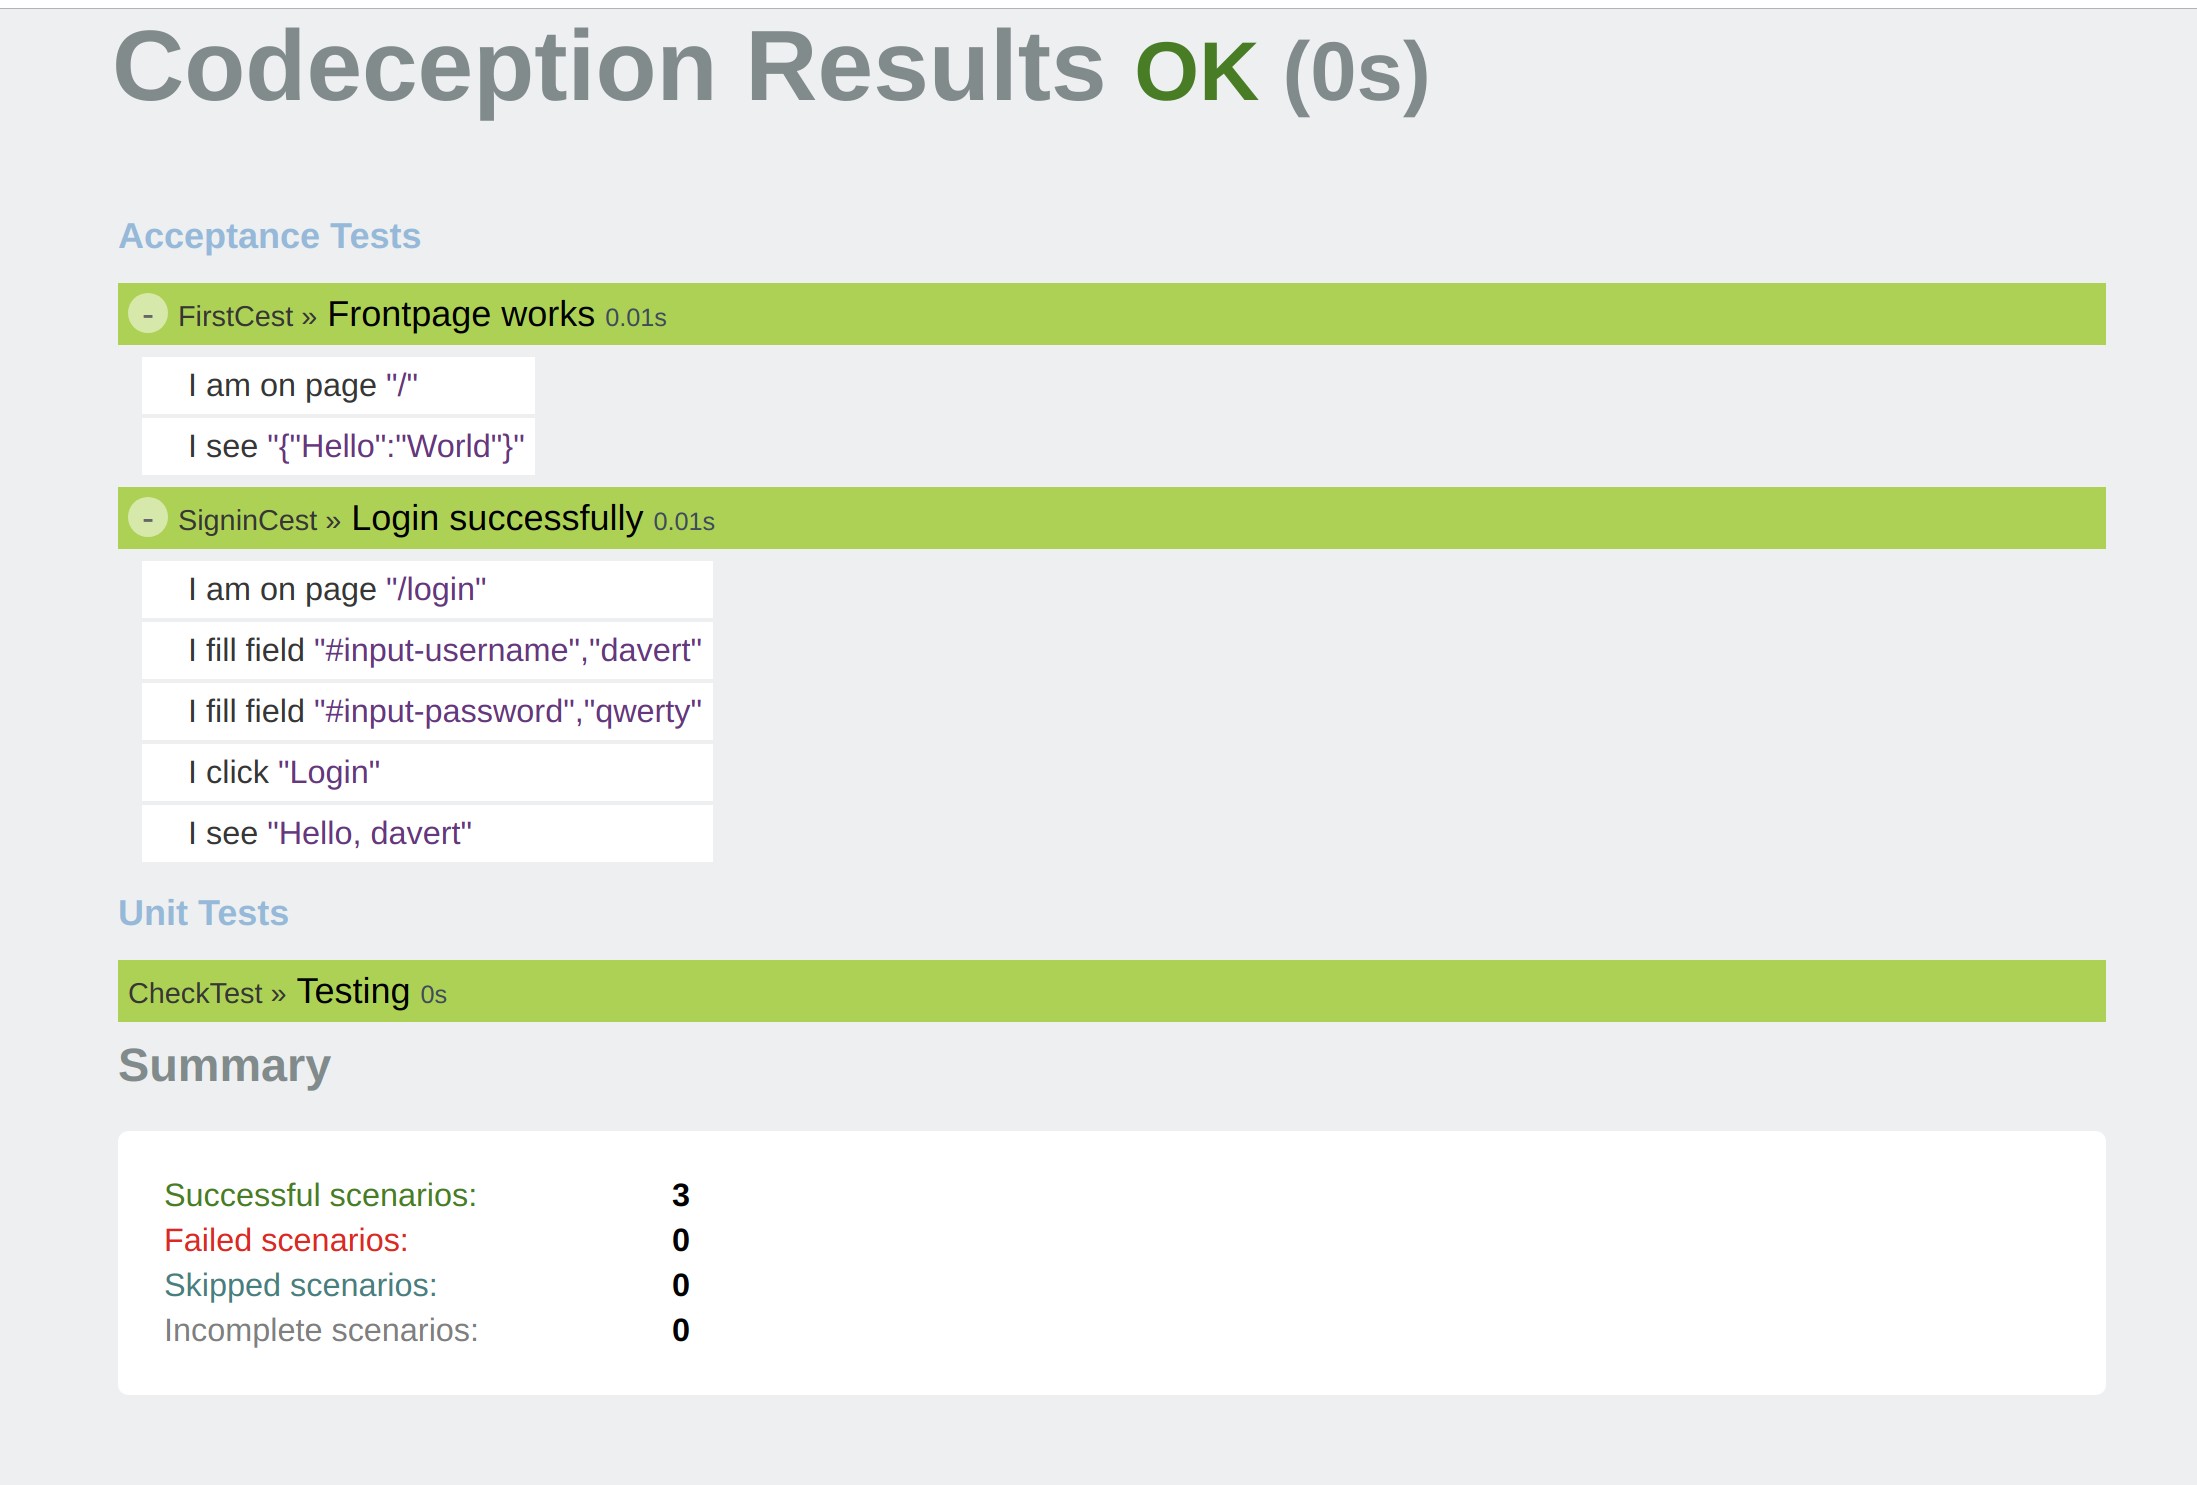 Codeception Results OK (0s)
Acceptance Tests
- FirstCest » Frontpage works 0.01s
I am on page "/"
I see "{"Hello":"World"}"
- SigninCest » Login successfully 0.01s
I am on page "/login"
I fill field "#input-username","davert"
I fill field "#input-password","qwerty"
I click "Login"
I see "Hello, davert"
Unit Tests
CheckTest » Testing 0s
Summary
Successful scenarios: 3
Failed scenarios: 0
Skipped scenarios: 0
Incomplete scenarios: 0